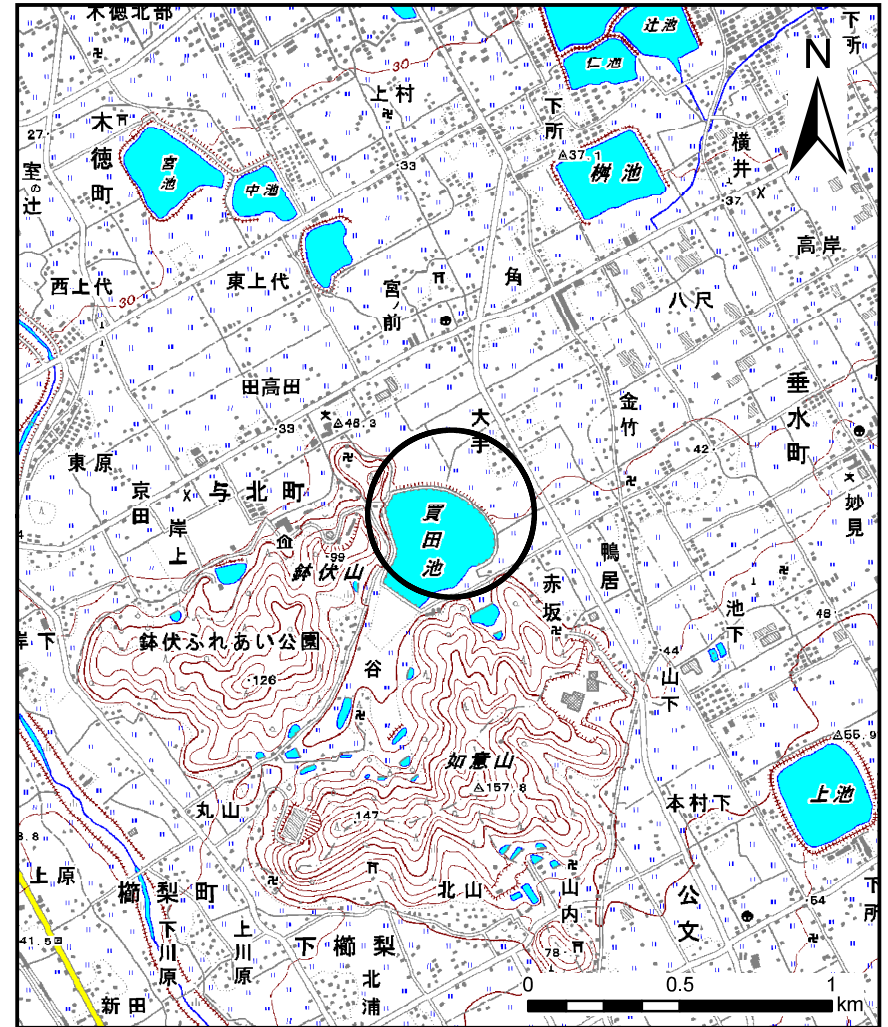 木徳北部
辻池
下所
仁池
30
上村
N
27
木徳町
下所
室の辻
宮池
中池
33
37.1
桝池
横井
37
高岸
西上代
30
東上代
宮ノ前
角
八尺
田高田
金竹
垂水町
33
46.3
大手
42
東原
京田
与北町
買田池
妙見
岸上
99
鉢伏山
鴨居
赤坂
池下
48
岸下
鉢伏ふれあい公園
44
126
谷
山下
如意山
55.9
157.8
上池
丸山
147
本村下
上原
櫛梨町
北山
山内
公文
54
下所
下川原
上川原
下櫛梨
78
41.5
北浦
新田
0
0.5
1
km